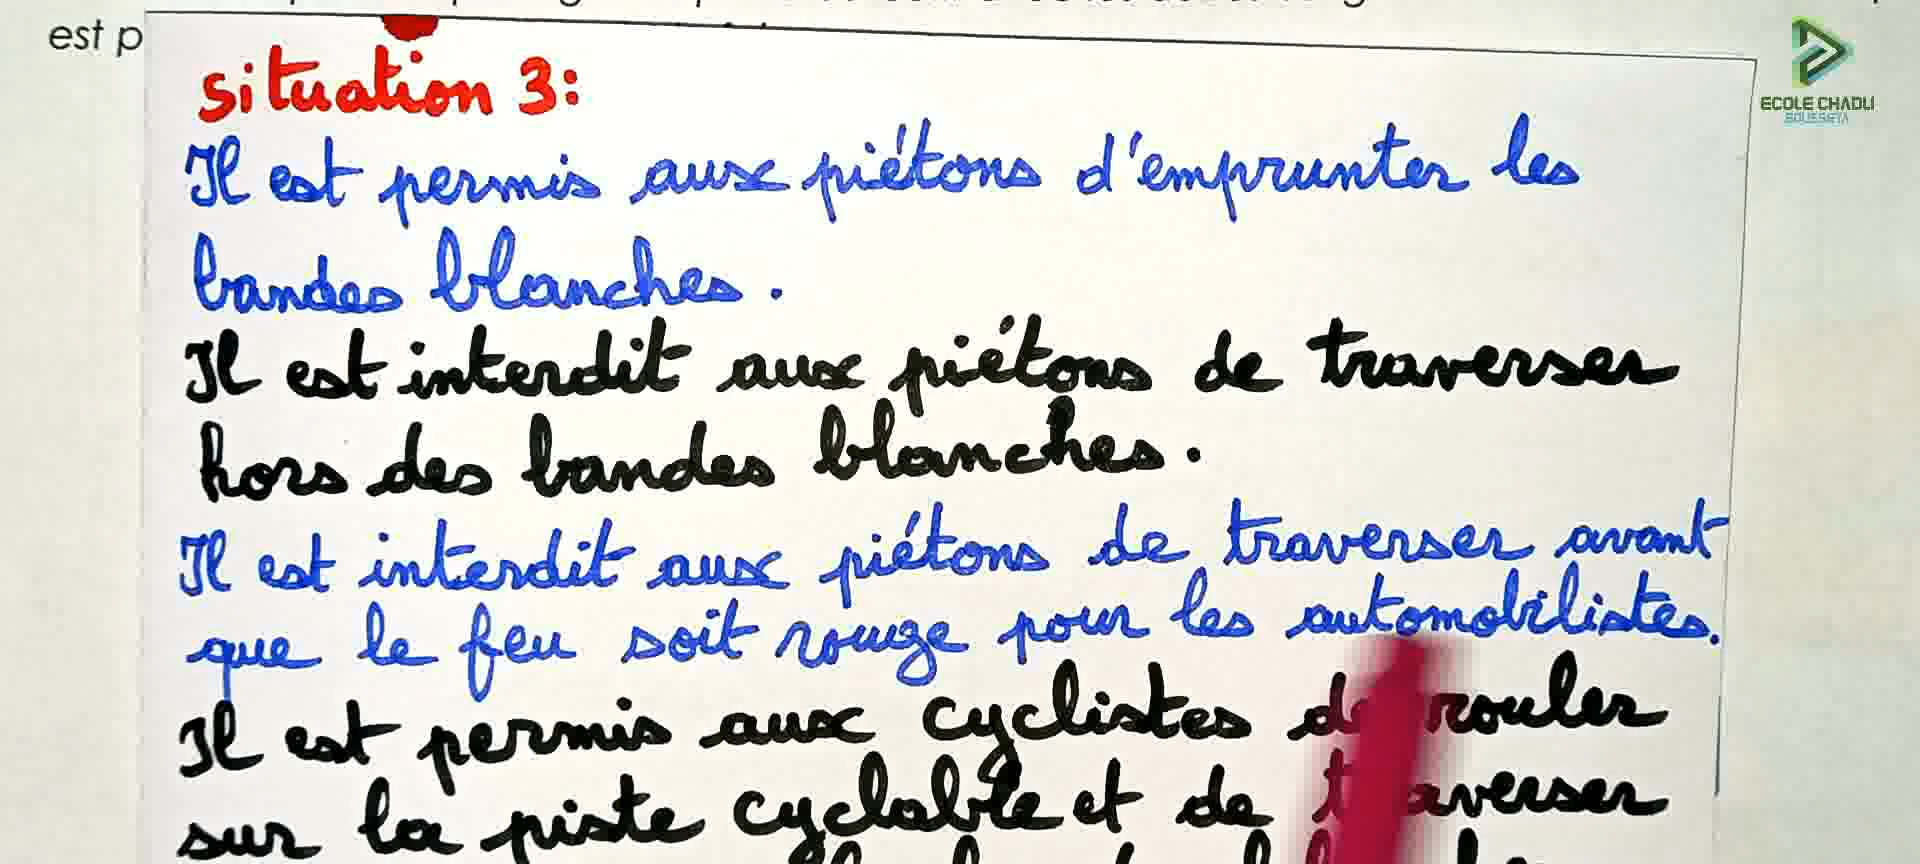 est p
situation 3:
Il est permis aux piétons d'emprunter les
bandes blanches.
Il est interdit aux piétons de traverser
hors des bandes blanches.
Il est interdit aux piétons de traverser avant
que le feu soit rouge pour les automobilistes.
Il est permis aux cyclistes de rouler
sur la piste cyclable et de traverser
ECOLE CHADLI